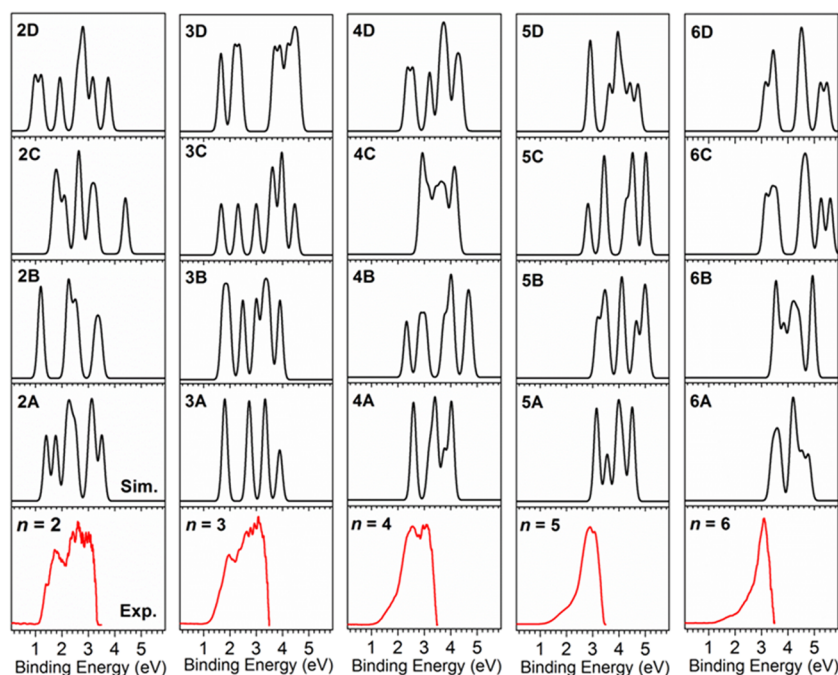 2D 3D 4D 5D 6D
2C 3C 4C 5C 6C
2B 3B 4B 5B 6B
2A 3A 4A 5A 6A
Sim.
n = 2 n = 3 n = 4 n = 5 n = 6
Exp.
1 2 3 4 5 1 2 3 4 5 1 2 3 4 5 1 2 3 4 5 1 2 3 4 5
Binding Energy (eV) Binding Energy (eV) Binding Energy (eV) Binding Energy (eV) Binding Energy (eV)